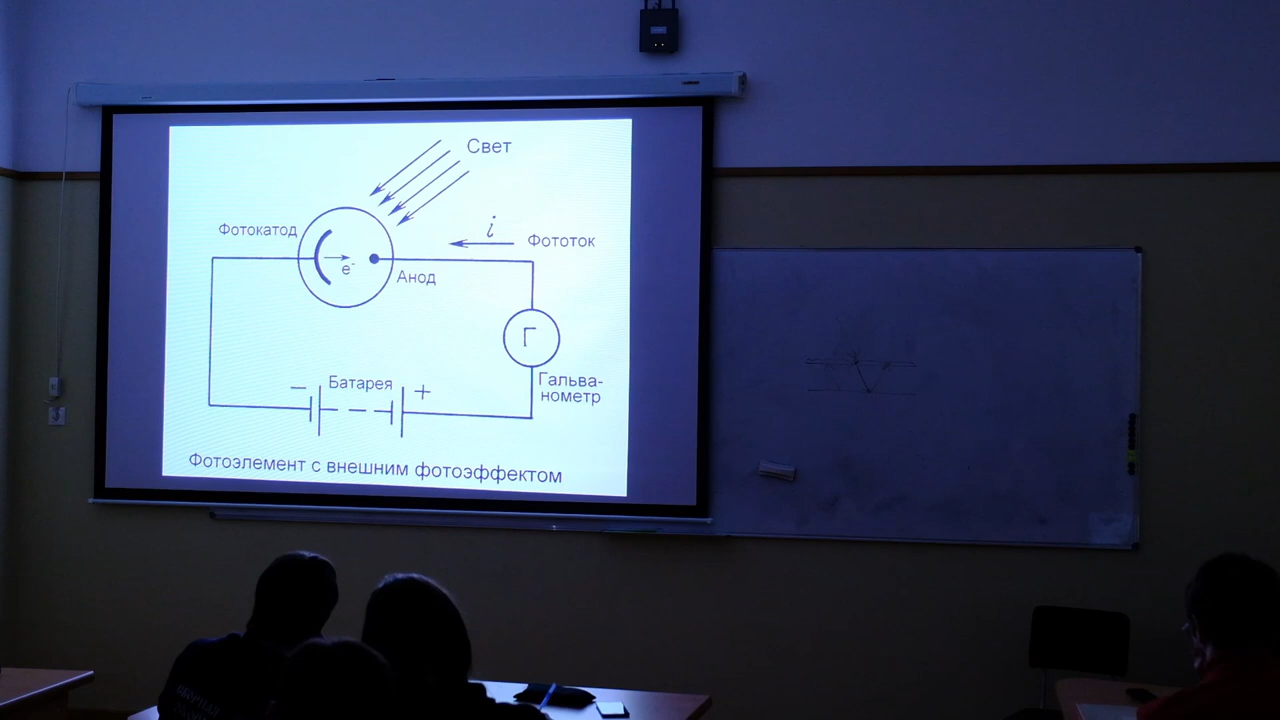 Свет
Фотокатод
i
Фототок
e-
Анод
Г
− Батарея +
Гальва-
нометр
Фотоэлемент с внешним фотоэффектом